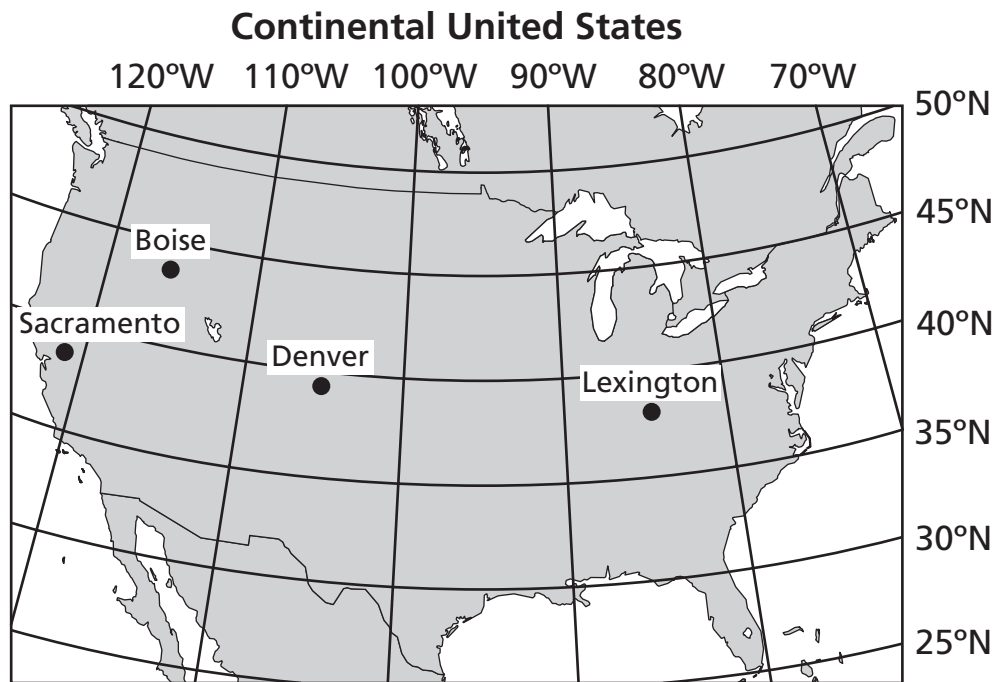 Continental United States
120°W 110°W 100°W 90°W 80°W 70°W
50°N
45°N
Boise
Sacramento
40°N
Denver
Lexington
35°N
30°N
25°N